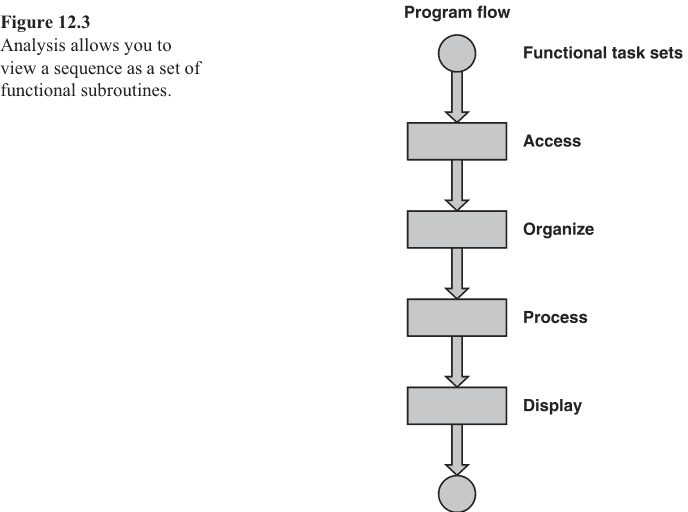 Figure 12.3
Analysis allows you to
view a sequence as a set of
functional subroutines.
Program flow
Functional task sets
Access
Organize
Process
Display